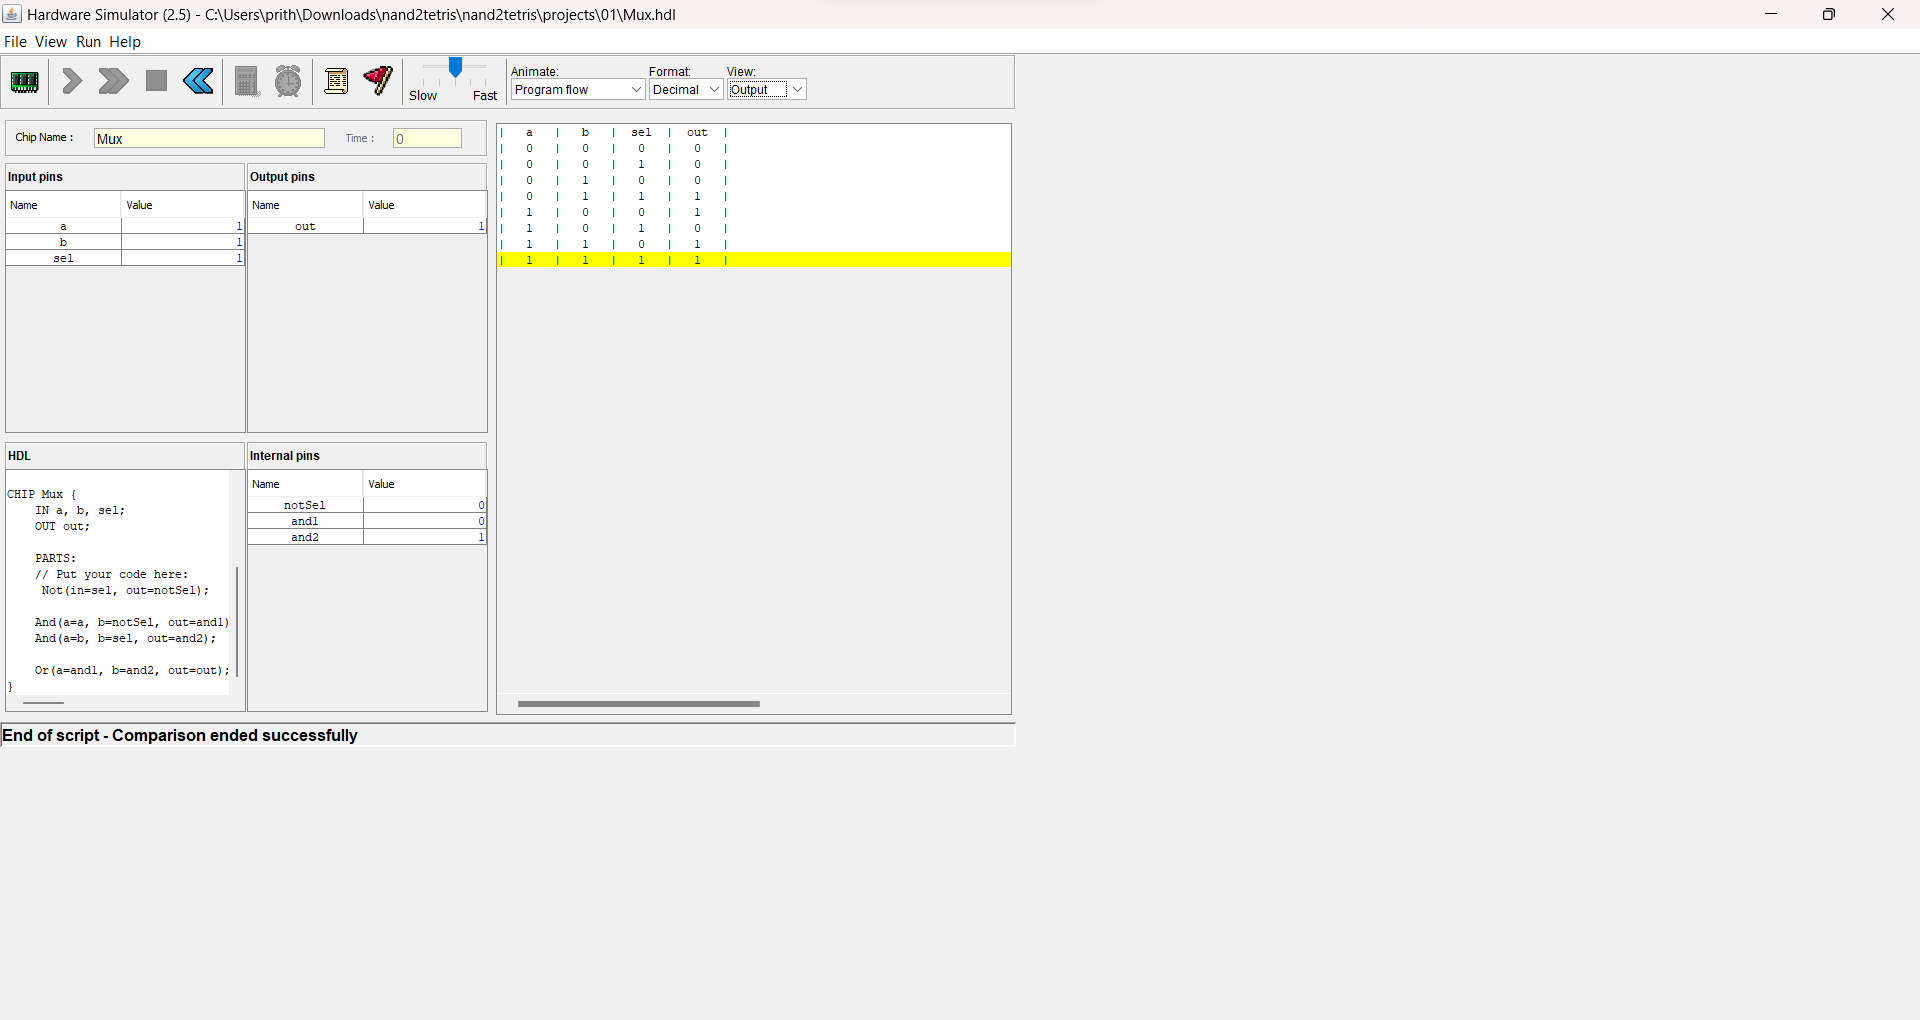 Hardware Simulator (2.5) - C:\Users\prith\Downloads\nand2tetris\nand2tetris\projects\01\Mux.hdl
File View Run Help
Slow Fast
Animate: Format: View:
Program flow Decimal Output
Chip Name : Mux Time : 0
Input pins
Name Value
a 1
b 1
sel 1
Output pins
Name Value
out 1
HDL
CHIP Mux {
IN a, b, sel;
OUT out;
PARTS:
// Put your code here:
Not(in=sel, out=notSel);
And(a=a, b=notSel, out=and1)
And(a=b, b=sel, out=and2);
Or(a=and1, b=and2, out=out);
}
Internal pins
Name Value
notSel 0
and1 0
and2 1
| a | b | sel | out |
| 0 | 0 | 0 | 0 |
| 0 | 0 | 1 | 0 |
| 0 | 1 | 0 | 0 |
| 0 | 1 | 1 | 1 |
| 1 | 0 | 0 | 1 |
| 1 | 0 | 1 | 0 |
| 1 | 1 | 0 | 1 |
| 1 | 1 | 1 | 1 |
End of script - Comparison ended successfully